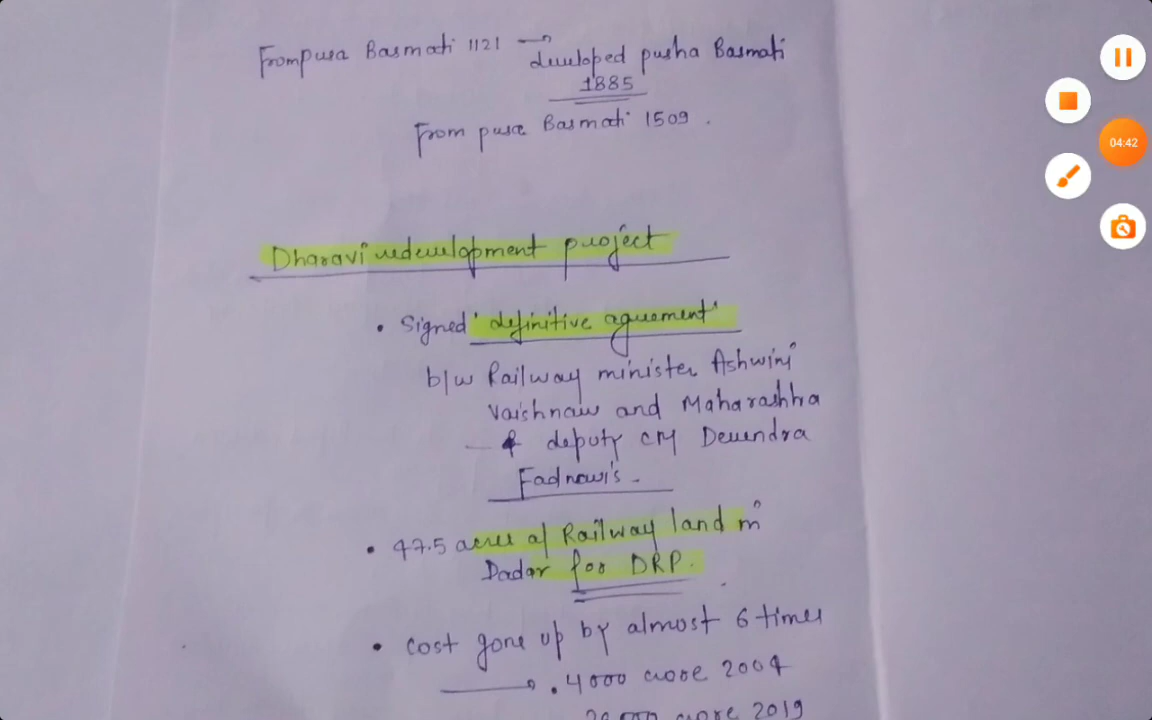 From pusa Basmati 1121 → developed pusha Basmati
1885
From pusa Basmati 1509 .
Dharavi redevelopment project
• Signed 'definitive agreement'
b/w Railway minister Ashwini
Vaishnaw and Maharashtra
& deputy CM Devendra
Fadnawis -
• 47.5 acres of Railway land in
Dadar for DRP.
• Cost gone up by almost 6 times
→ • 4000 crore 2004
crore 2019
04:42